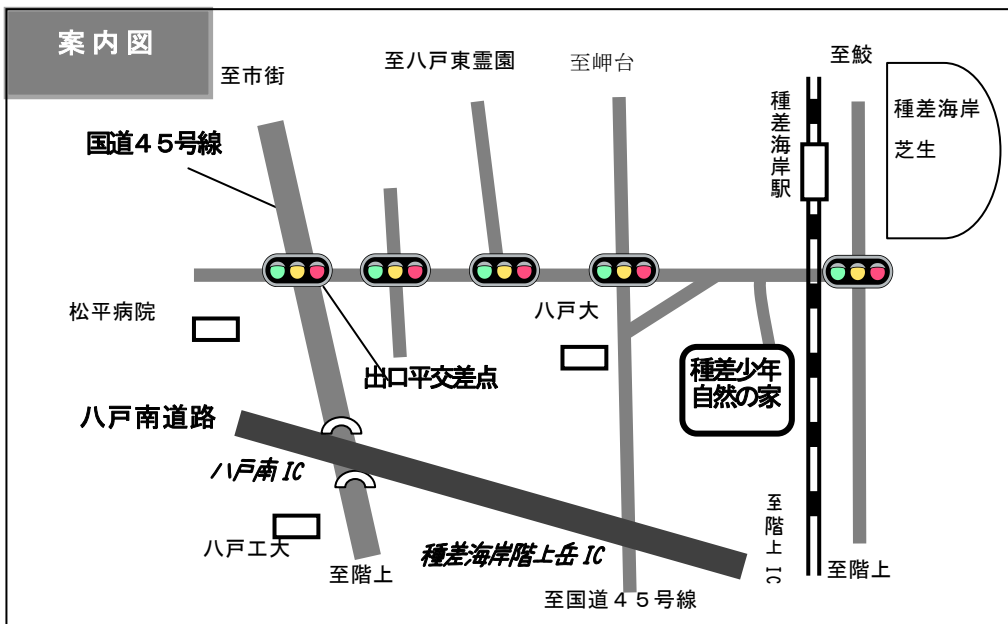 案内図
至市街
至八戸東霊園
至岬台
至鮫
種差海岸駅
種差海岸
芝生
国道４５号線
松平病院
八戸大
出口平交差点
種差少年
自然の家
八戸南道路
八戸南 IC
八戸工大
至階上
種差海岸階上岳 IC
至国道４５号線
至階上 IC
至階上